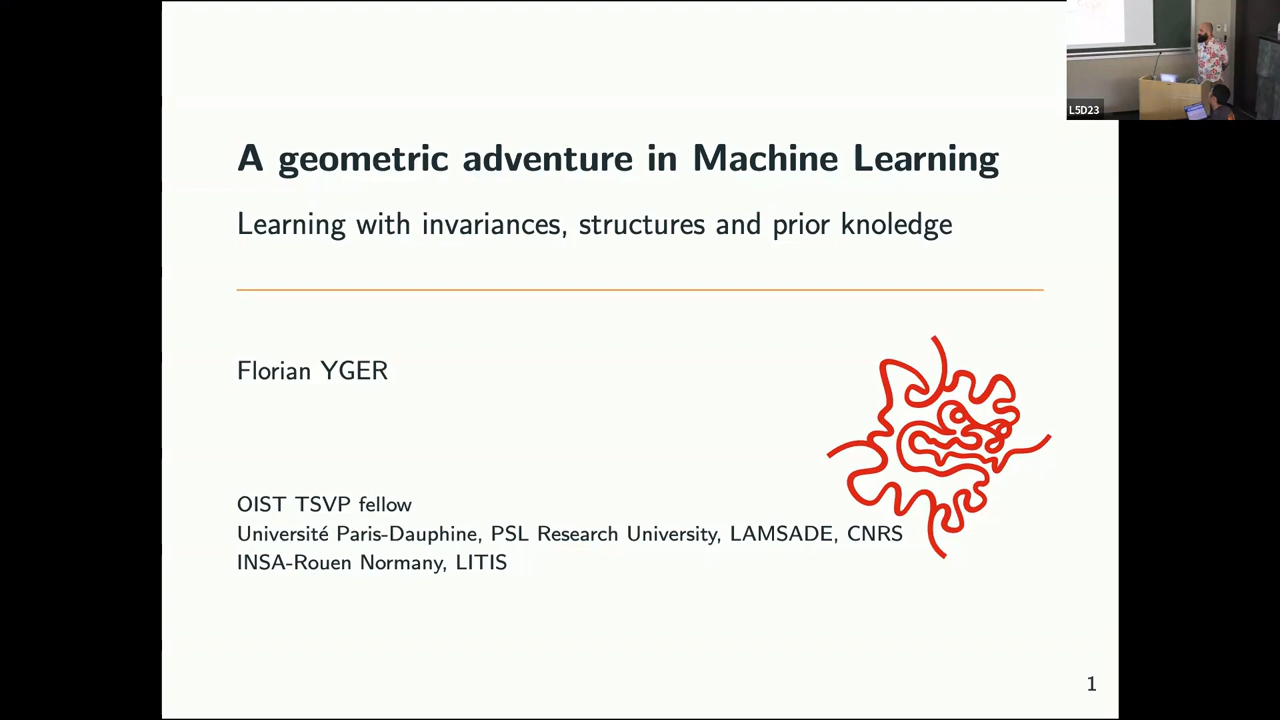 L5D23
A geometric adventure in Machine Learning
Learning with invariances, structures and prior knoledge
Florian YGER
OIST TSVP fellow
Université Paris-Dauphine, PSL Research University, LAMSADE, CNRS
INSA-Rouen Normany, LITIS
1